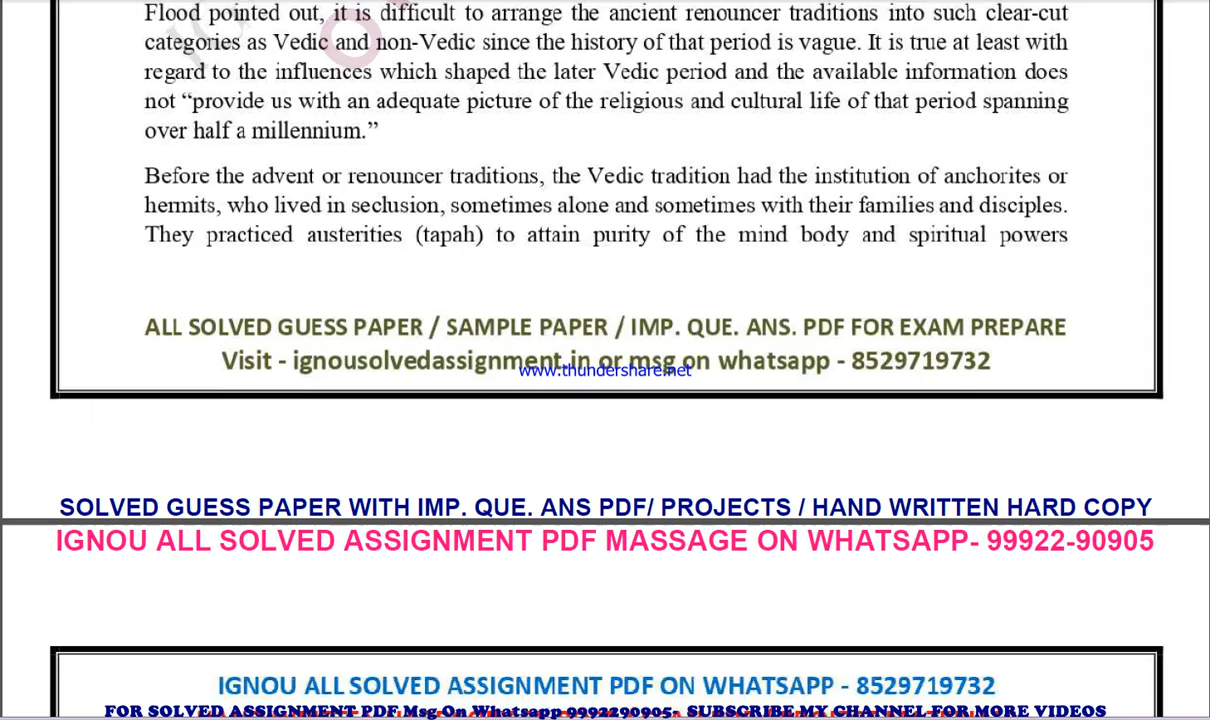 Flood pointed out, it is difficult to arrange the ancient renouncer traditions into such clear-cut
categories as Vedic and non-Vedic since the history of that period is vague. It is true at least with
regard to the influences which shaped the later Vedic period and the available information does
not “provide us with an adequate picture of the religious and cultural life of that period spanning
over half a millennium.”
Before the advent or renouncer traditions, the Vedic tradition had the institution of anchorites or
hermits, who lived in seclusion, sometimes alone and sometimes with their families and disciples.
They practiced austerities (tapah) to attain purity of the mind body and spiritual powers
ALL SOLVED GUESS PAPER / SAMPLE PAPER / IMP. QUE. ANS. PDF FOR EXAM PREPARE
Visit - ignousolvedassignment.in or msg on whatsapp - 8529719732
www.thundershare.net
SOLVED GUESS PAPER WITH IMP. QUE. ANS PDF/ PROJECTS / HAND WRITTEN HARD COPY
IGNOU ALL SOLVED ASSIGNMENT PDF MASSAGE ON WHATSAPP- 99922-90905
IGNOU ALL SOLVED ASSIGNMENT PDF ON WHATSAPP - 8529719732
FOR SOLVED ASSIGNMENT PDF Msg On Whatsapp 9992290905- SUBSCRIBE MY CHANNEL FOR MORE VIDEOS